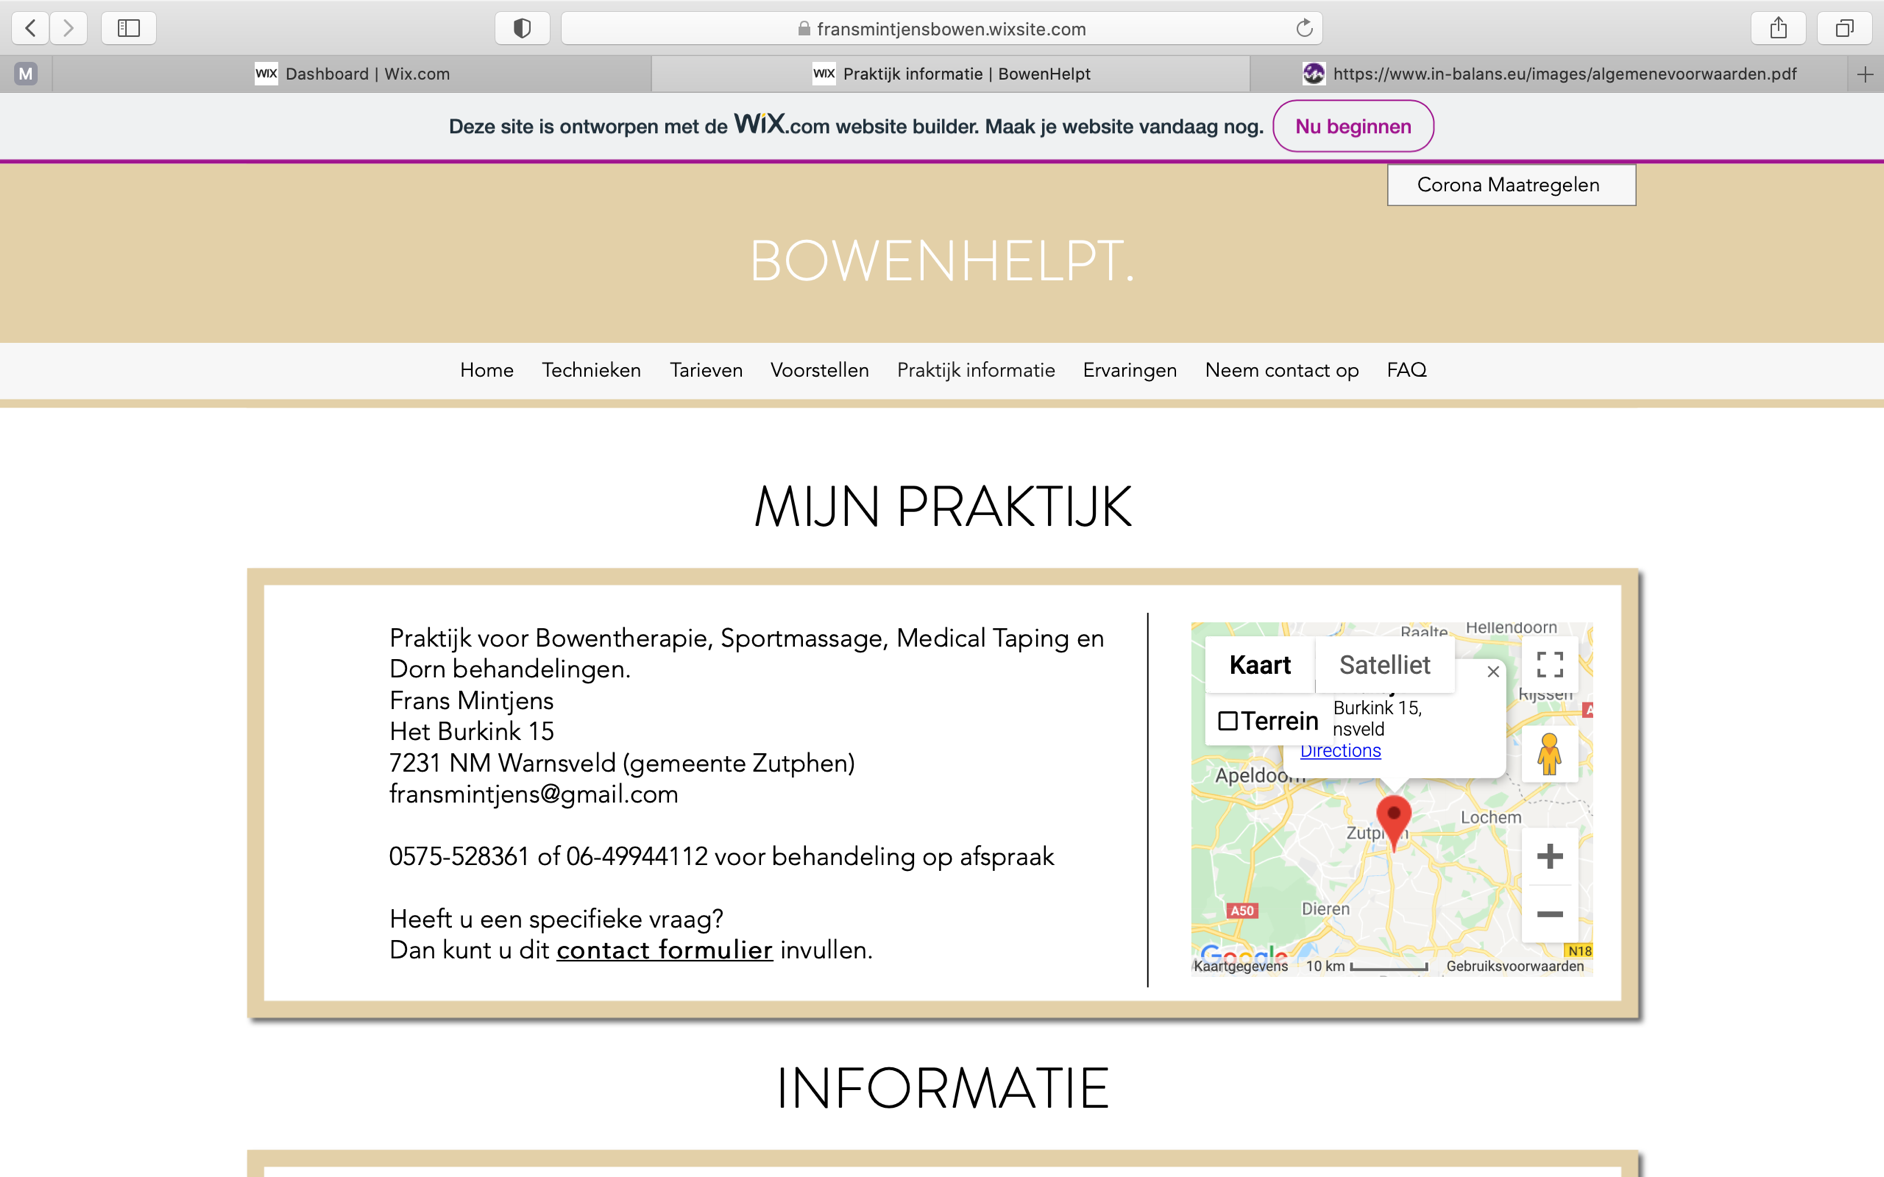 fransmintjensbowen.wixsite.com
M
WIX Dashboard | Wix.com
WIX Praktijk informatie | BowenHelpt
https://www.in-balans.eu/images/algemenevoorwaarden.pdf
Deze site is ontworpen met de WiX.com website builder. Maak je website vandaag nog.
Nu beginnen
Corona Maatregelen
BOWENHELPT.
Home Technieken Tarieven Voorstellen Praktijk informatie Ervaringen Neem contact op FAQ
MIJN PRAKTIJK
Praktijk voor Bowentherapie, Sportmassage, Medical Taping en
Dorn behandelingen.
Frans Mintjens
Het Burkink 15
7231 NM Warnsveld (gemeente Zutphen)
fransmintjens@gmail.com
0575-528361 of 06-49944112 voor behandeling op afspraak
Heeft u een specifieke vraag?
Dan kunt u dit contact formulier invullen.
Raalte
Hellendoorn
Kaart Satelliet
Rijssen
Burkink 15,
Terrein
nsveld
Directions
Apeldoorn
Lochem
Zutphen
A50
Dieren
N18
Google
Kaartgegevens 10 km Gebruiksvoorwaarden
INFORMATIE